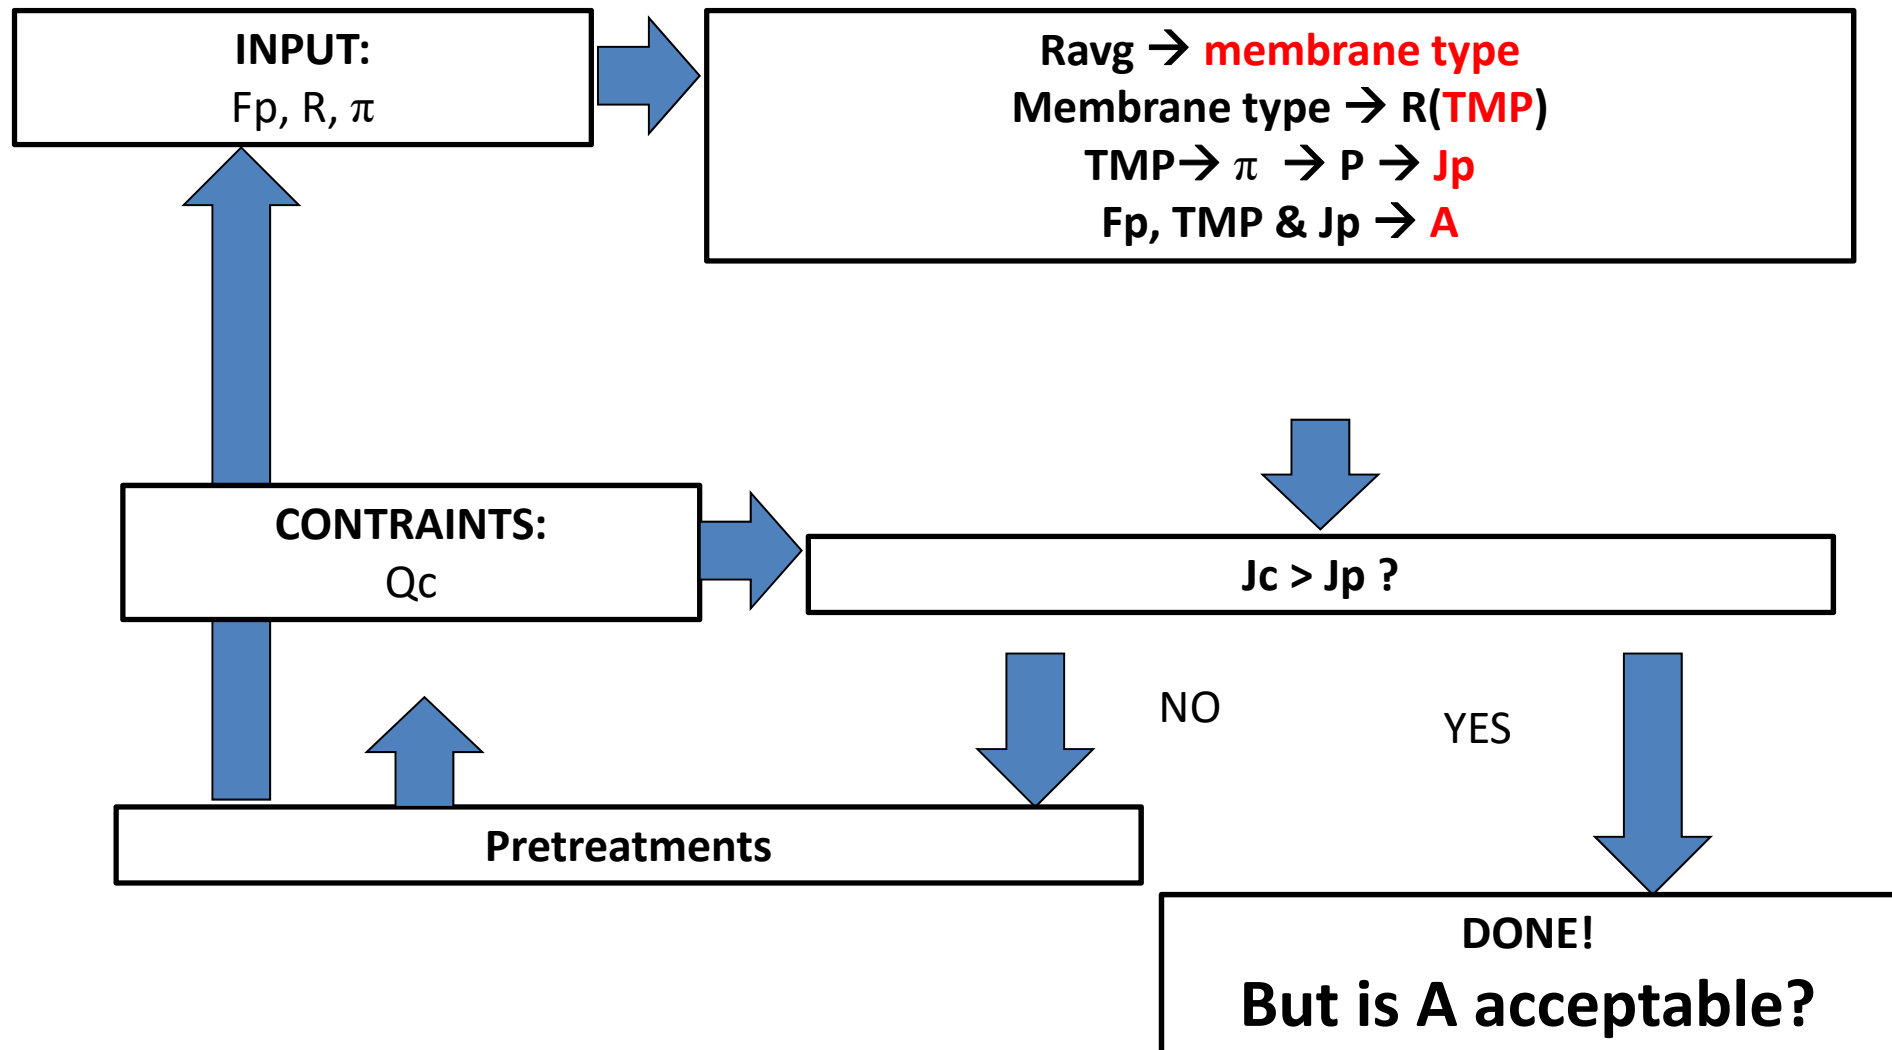 INPUT:
Fp, R, π
Ravg → membrane type
Membrane type → R(TMP)
TMP→ π → P → Jp
Fp, TMP & Jp → A
CONTRAINTS:
Qc
Jc > Jp ?
NO
YES
Pretreatments
DONE!
But is A acceptable?